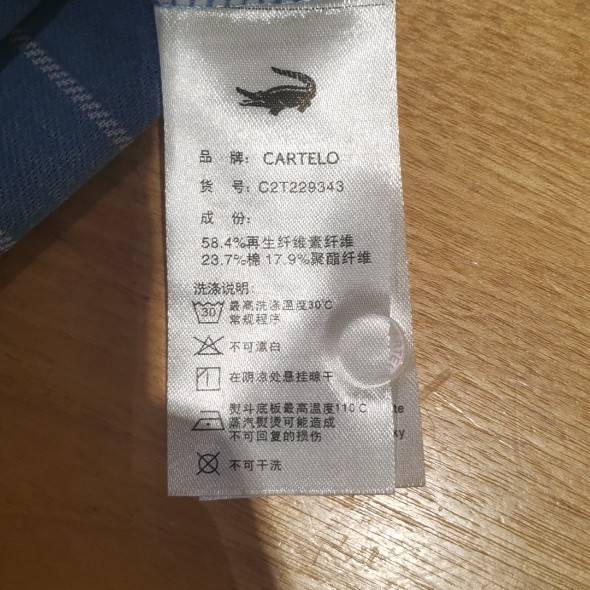 品 牌: CARTELO
货 号: C2T229343
成 份:
58.4%再生纤维素纤维
23.7%棉 17.9%聚酯纤维
洗涤说明:
30 最高洗涤温度30℃
常规程序
不可漂白
在阴凉处悬挂晾干
熨斗底板最高温度110℃
蒸汽熨烫可能造成
不可回复的损伤
不可干洗